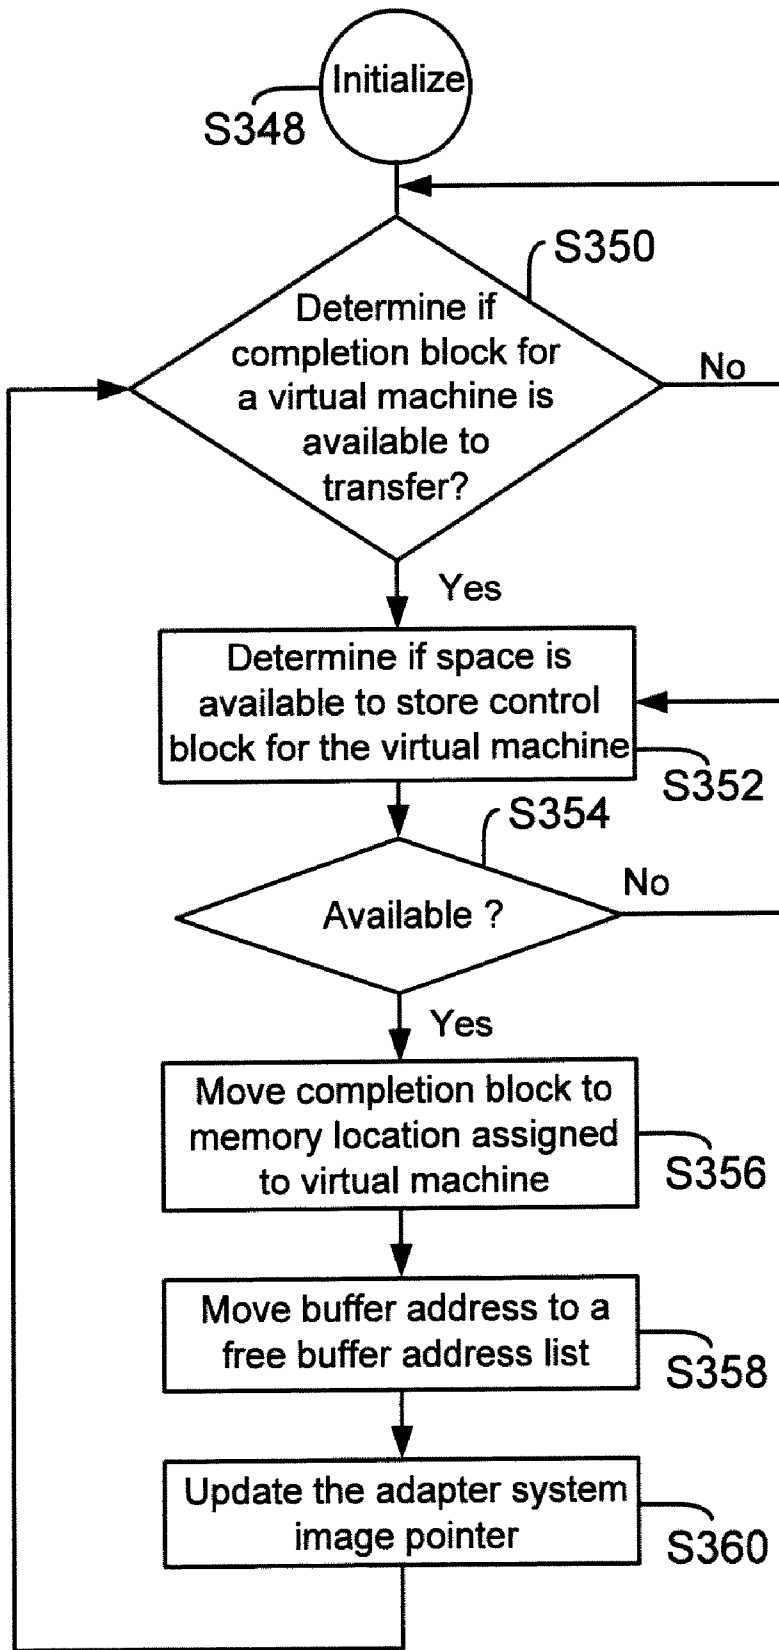 Initialize
S348
S350
Determine if
completion block for
a virtual machine is
available to
transfer?
No
Yes
Determine if space is
available to store control
block for the virtual machine
S352
S354
Available ?
No
Yes
Move completion block to
memory location assigned
to virtual machine
S356
Move buffer address to a
free buffer address list
S358
Update the adapter system
image pointer
S360